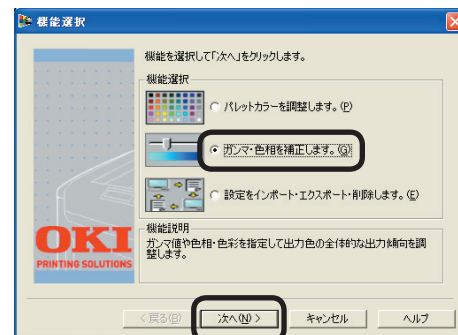 機能選択
機能を選択して「次へ」をクリックします。
機能選択
パレットカラーを調整します。(P)
ガンマ・色相を補正します。(G)
設定をインポート・エクスポート・削除します。(E)
機能説明
ガンマ値や色相・色彩を指定して出力色の全体的な出力傾向を調
整します。
OKI
PRINTING SOLUTIONS
< 戻る(B)
次へ(N) >
キャンセル
ヘルプ